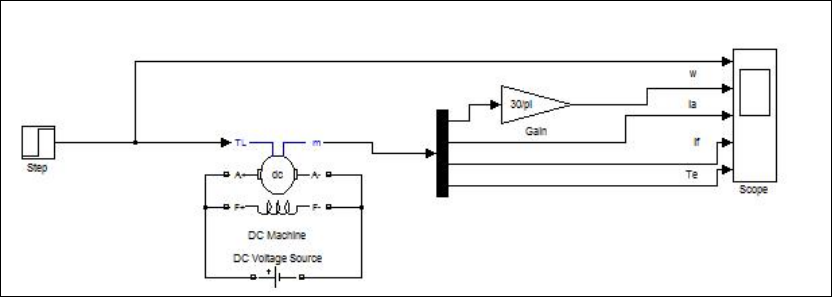 w
30/pi
Ia
Gain
If
Te
Scope
Step
TL
m
A+
dc
A-
F+
F-
DC Machine
DC Voltage Source
+